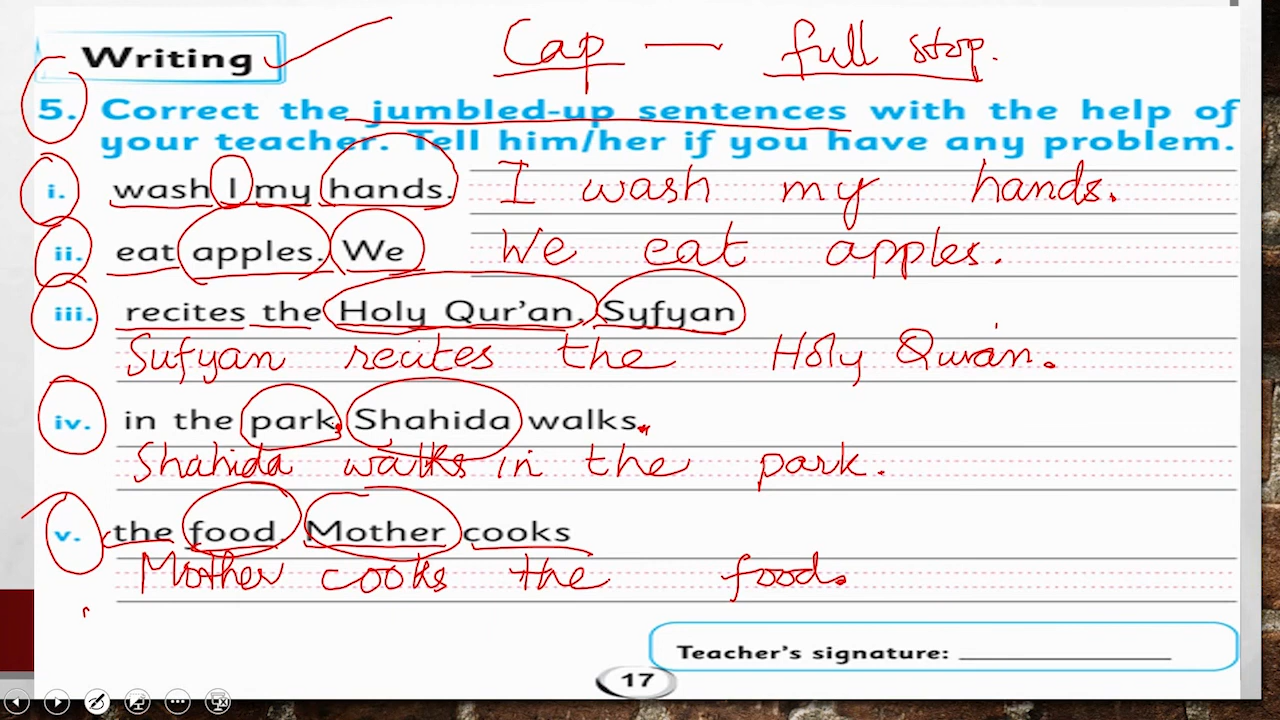 Writing Cap — full stop.
5. Correct the jumbled-up sentences with the help of
your teacher. Tell him/her if you have any problem.
i. wash I my hands. I wash my hands.
ii. eat apples. We We eat apples.
iii. recites the Holy Qur'an. Syfyan
Sufyan recites the Holy Quran.
iv. in the park. Shahida walks.
Shahida walks in the park.
v. the food. Mother cooks
Mother cooks the food.
Teacher's signature:
17